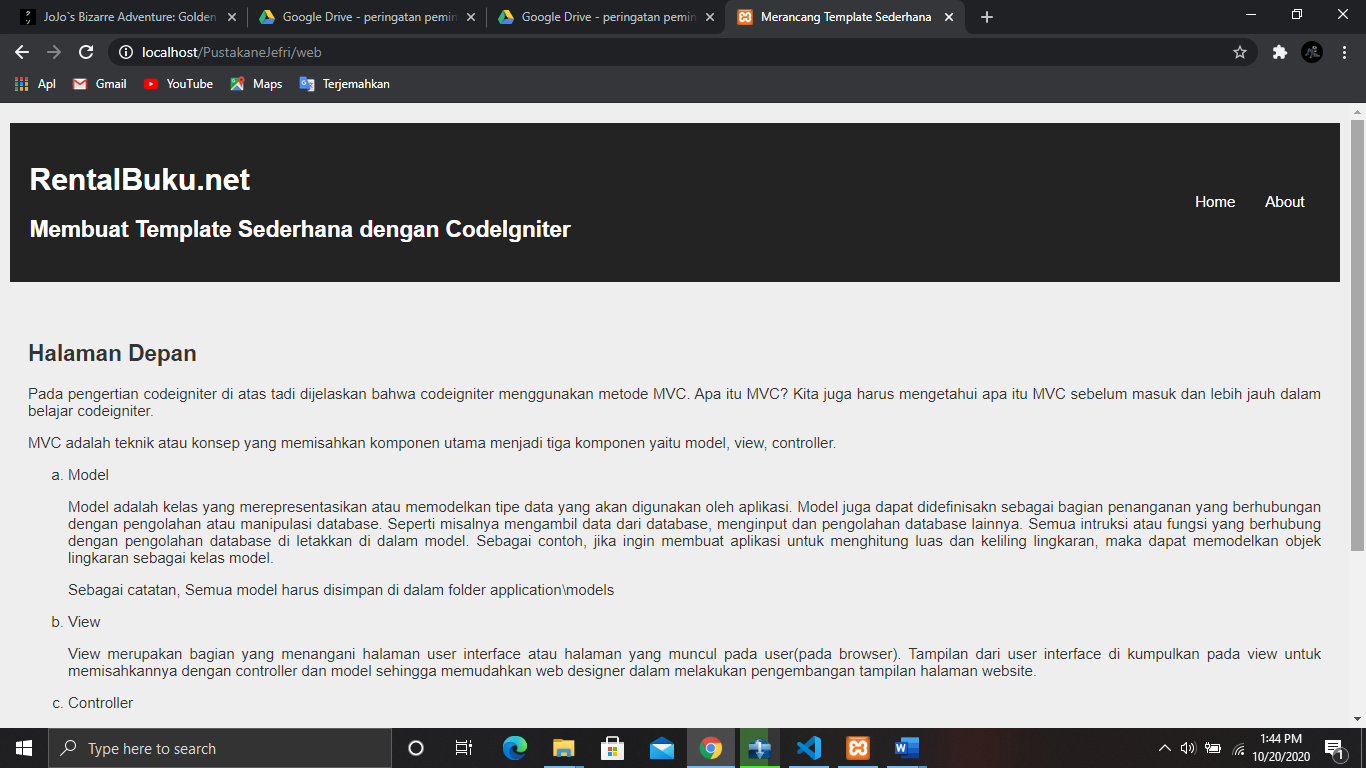 JoJo`s Bizarre Adventure: Golden
Google Drive - peringatan pemin
Google Drive - peringatan pemin
Merancang Template Sederhana
localhost/PustakaneJefri/web
Apl Gmail YouTube Maps Terjemahkan
RentalBuku.net
Home About
Membuat Template Sederhana dengan CodeIgniter
Halaman Depan
Pada pengertian codeigniter di atas tadi dijelaskan bahwa codeigniter menggunakan metode MVC. Apa itu MVC? Kita juga harus mengetahui apa itu MVC sebelum masuk dan lebih jauh dalam
belajar codeigniter.
MVC adalah teknik atau konsep yang memisahkan komponen utama menjadi tiga komponen yaitu model, view, controller.
a. Model
Model adalah kelas yang merepresentasikan atau memodelkan tipe data yang akan digunakan oleh aplikasi. Model juga dapat didefinisakn sebagai bagian penanganan yang berhubungan
dengan pengolahan atau manipulasi database. Seperti misalnya mengambil data dari database, menginput dan pengolahan database lainnya. Semua intruksi atau fungsi yang berhubung
dengan pengolahan database di letakkan di dalam model. Sebagai contoh, jika ingin membuat aplikasi untuk menghitung luas dan keliling lingkaran, maka dapat memodelkan objek
lingkaran sebagai kelas model.
Sebagai catatan, Semua model harus disimpan di dalam folder application\models
b. View
View merupakan bagian yang menangani halaman user interface atau halaman yang muncul pada user(pada browser). Tampilan dari user interface di kumpulkan pada view untuk
memisahkannya dengan controller dan model sehingga memudahkan web designer dalam melakukan pengembangan tampilan halaman website.
c. Controller
Type here to search
1:44 PM
10/20/2020
1